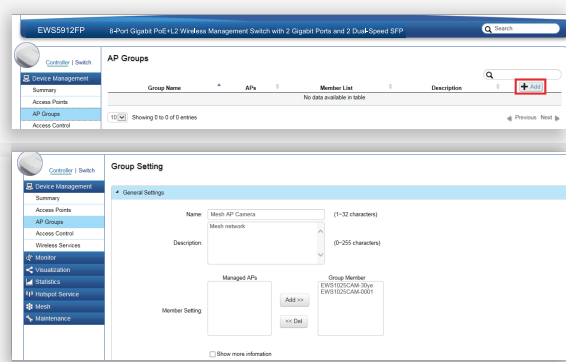 EWS5912FP
8-Port Gigabit PoE+L2 Wireless Management Switch with 2 Gigabit Ports and 2 Dual-Speed SFP
Search
Controller | Switch
AP Groups
Device Management
Summary
Access Points
AP Groups
Access Control
Group Name
APs
Member List
Description
Add
No data available in table
10
Showing 0 to 0 of 0 entries
Previous Next
Controller | Switch
Group Setting
Device Management
Summary
Access Points
AP Groups
Access Control
Wireless Services
Monitor
Visualization
Statistics
Hotspot Service
Mesh
Maintenance
General Settings
Name: Mesh AP Camera (1~32 characters)
Description: Mesh network (0~255 characters)
Managed APs
Group Member
EWS1025CAM-30ye
EWS1025CAM-0001
Member Setting:
Add >>
<< Del
Show more infomation